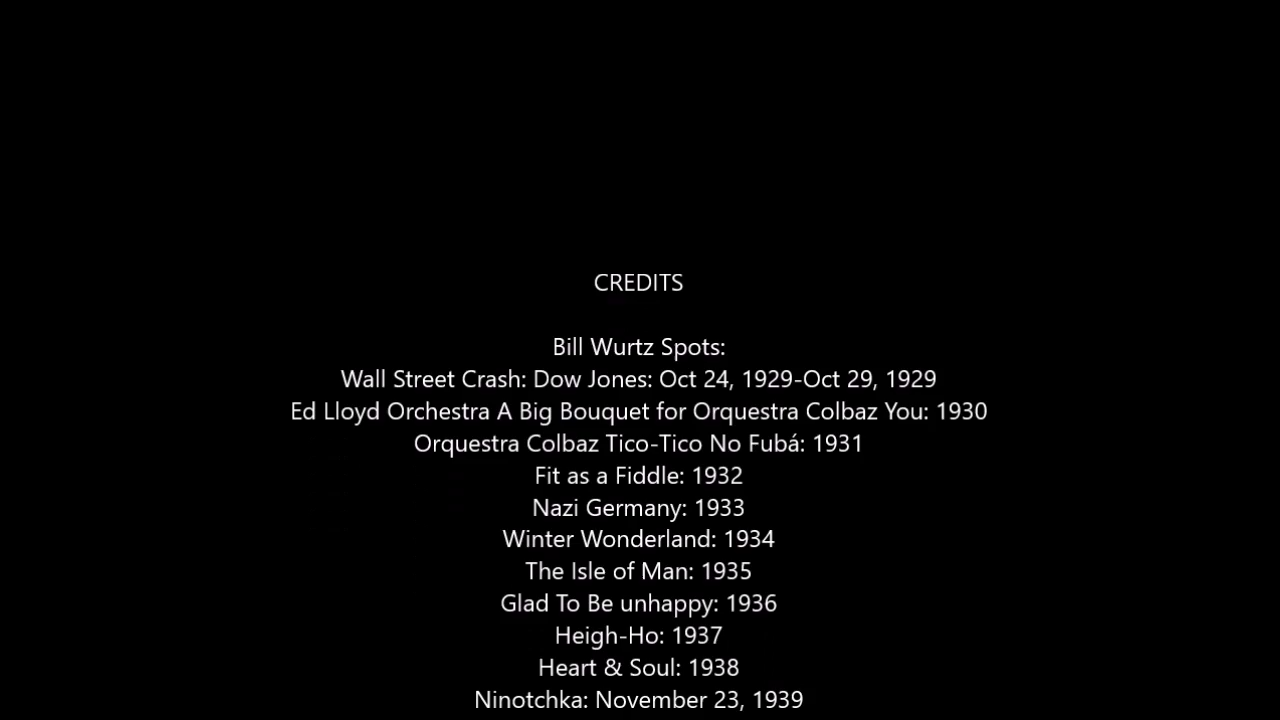 CREDITS
Bill Wurtz Spots:
Wall Street Crash: Dow Jones: Oct 24, 1929-Oct 29, 1929
Ed Lloyd Orchestra A Big Bouquet for Orquestra Colbaz You: 1930
Orquestra Colbaz Tico-Tico No Fubá: 1931
Fit as a Fiddle: 1932
Nazi Germany: 1933
Winter Wonderland: 1934
The Isle of Man: 1935
Glad To Be unhappy: 1936
Heigh-Ho: 1937
Heart & Soul: 1938
Ninotchka: November 23, 1939